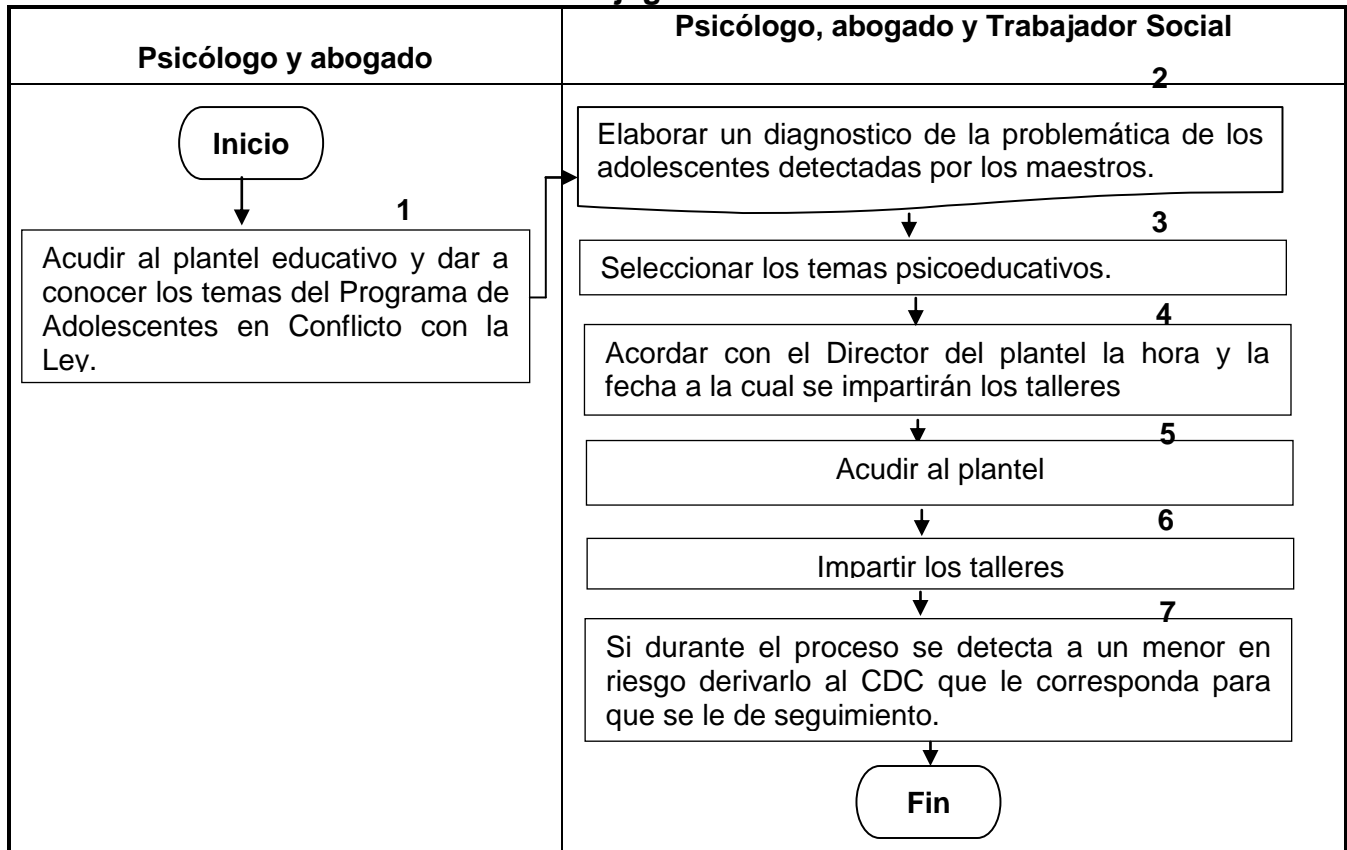 Psicólogo y abogado
Psicólogo, abogado y Trabajador Social
Inicio
1
Acudir al plantel educativo y dar a
conocer los temas del Programa de
Adolescentes en Conflicto con la
Ley.
2
Elaborar un diagnostico de la problemática de los
adolescentes detectadas por los maestros.
3
Seleccionar los temas psicoeducativos.
4
Acordar con el Director del plantel la hora y la
fecha a la cual se impartirán los talleres
5
Acudir al plantel
6
Impartir los talleres
7
Si durante el proceso se detecta a un menor en
riesgo derivarlo al CDC que le corresponda para
que se le de seguimiento.
Fin